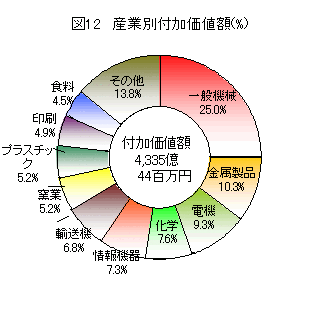 図12 産業別付加価値額(%)
一般機械
25.0%
金属製品
10.3%
電機
9.3%
化学
7.6%
情報機器
7.3%
輸送機
6.8%
窯業
5.2%
プラスチッ
ク
5.2%
印刷
4.9%
食料
4.5%
その他
13.8%
付加価値額
4,335億
44百万円